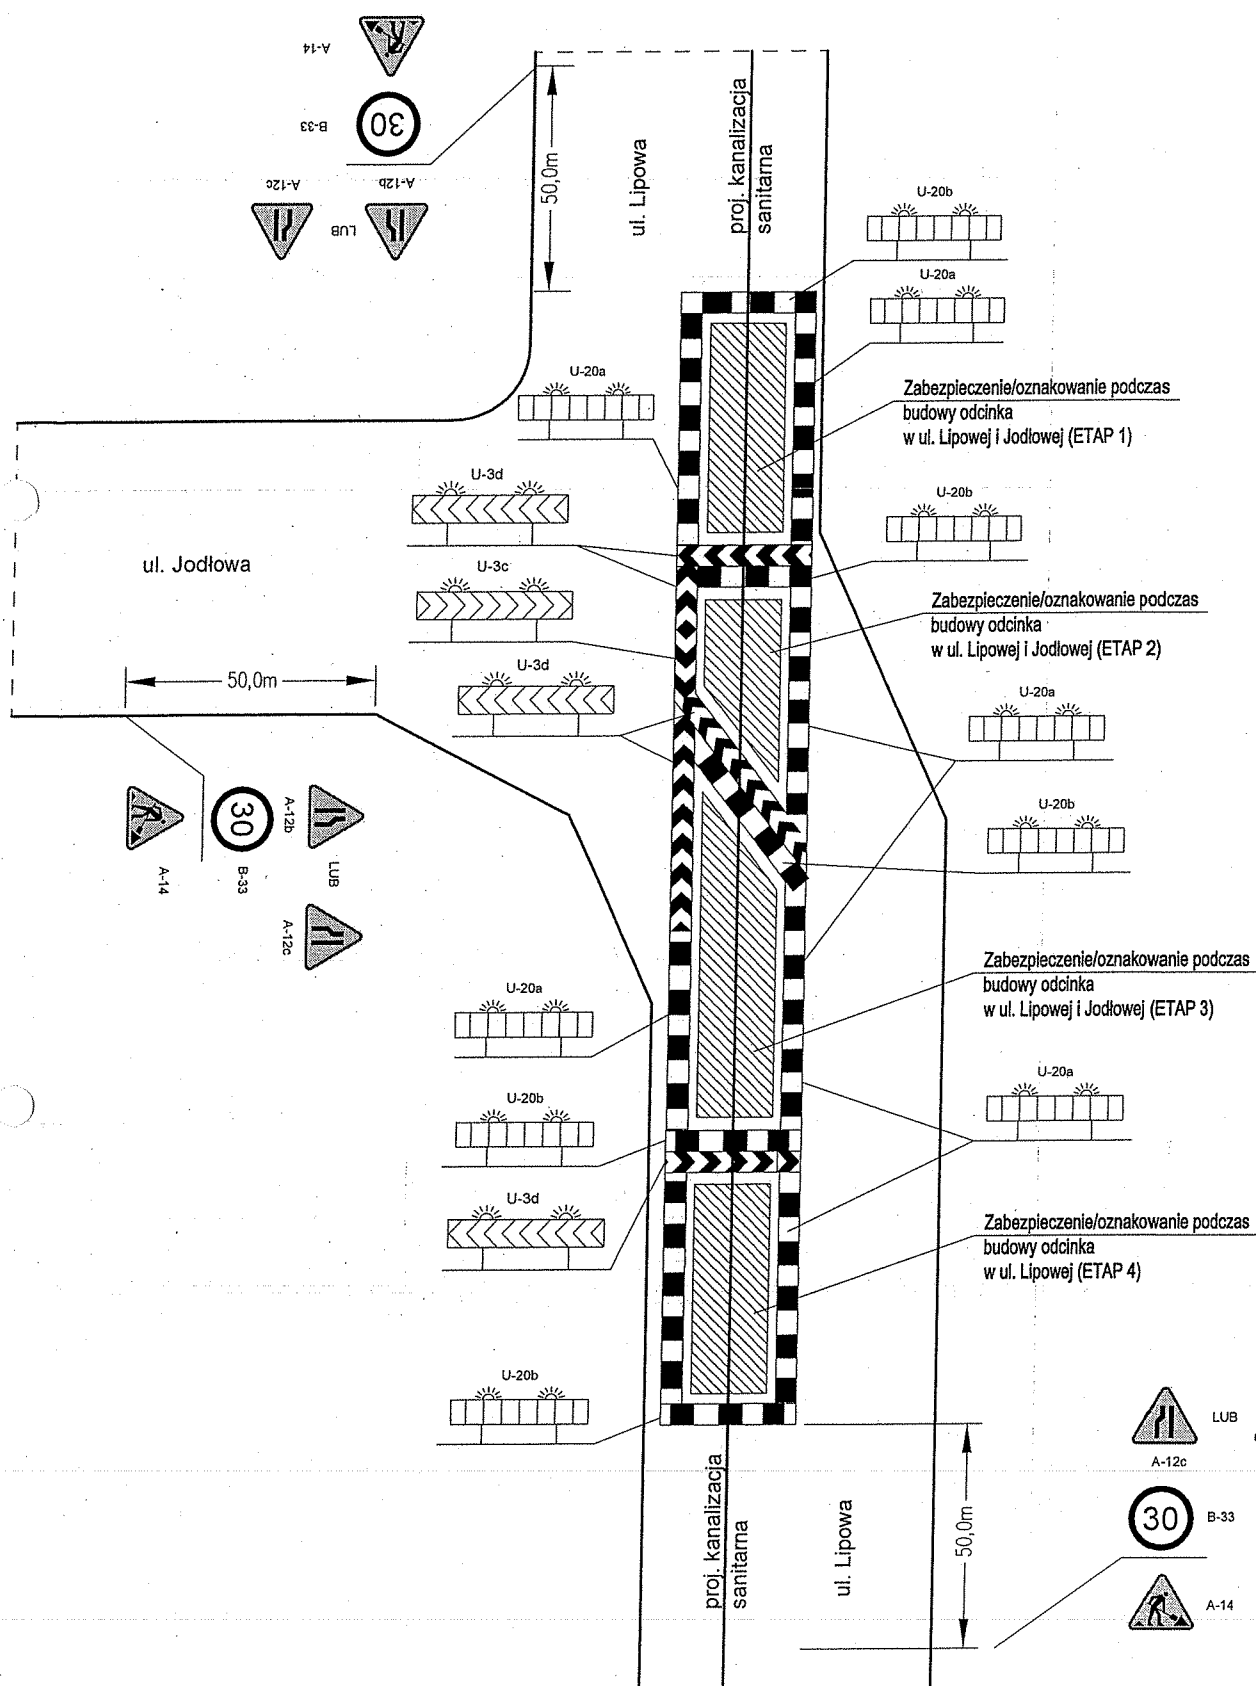 A-14
30
B-33
A-12c
LUB
A-12b
50,0m
ul. Lipowa
proj. kanalizacja
sanitarna
U-20b
U-20a
U-20a
Zabezpieczenie/oznakowanie podczas
budowy odcinka
w ul. Lipowej i Jodłowej (ETAP 1)
U-3d
U-20b
ul. Jodłowa
U-3c
Zabezpieczenie/oznakowanie podczas
budowy odcinka
w ul. Lipowej i Jodłowej (ETAP 2)
50,0m
U-3d
U-20a
A-14
30
B-33
A-12b
LUB
A-12c
U-20b
Zabezpieczenie/oznakowanie podczas
budowy odcinka
w ul. Lipowej i Jodłowej (ETAP 3)
U-20a
U-20a
U-20b
U-3d
Zabezpieczenie/oznakowanie podczas
budowy odcinka
w ul. Lipowej (ETAP 4)
U-20b
LUB
A-12c
proj. kanalizacja
sanitarna
ul. Lipowa
50,0m
30
B-33
A-14